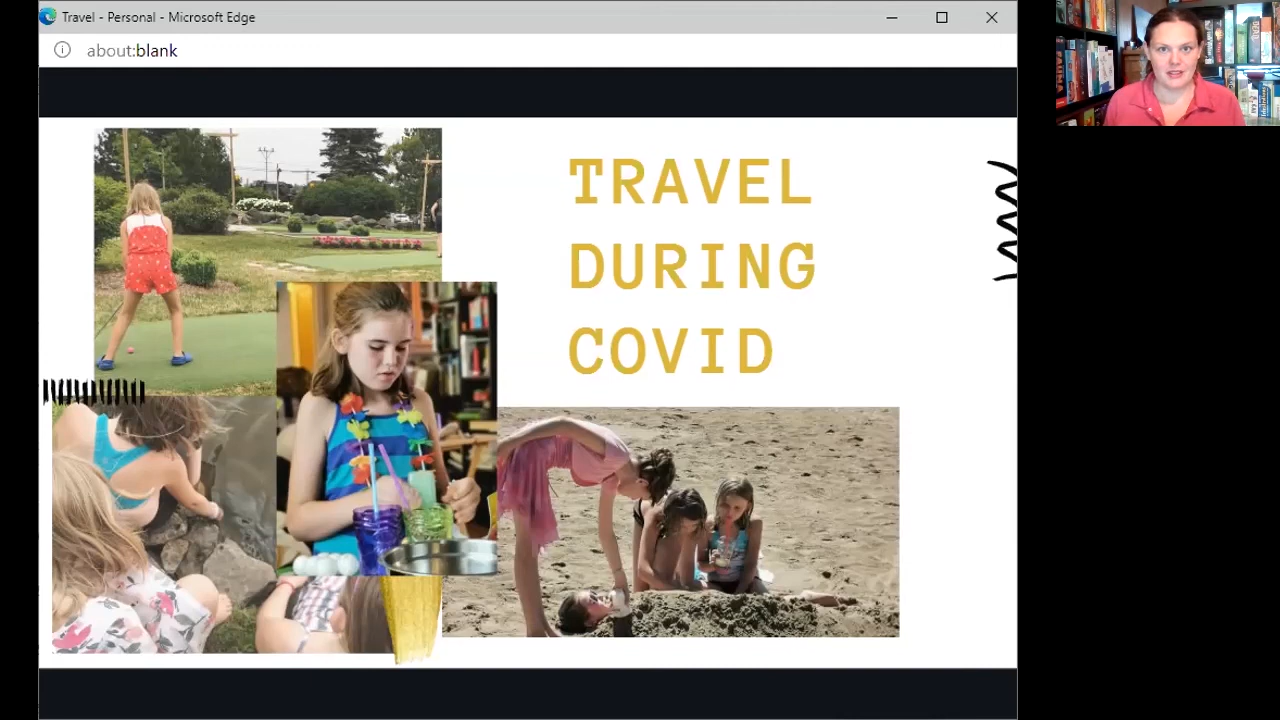 Travel - Personal - Microsoft Edge
about:blank
TRAVEL
DURING
COVID